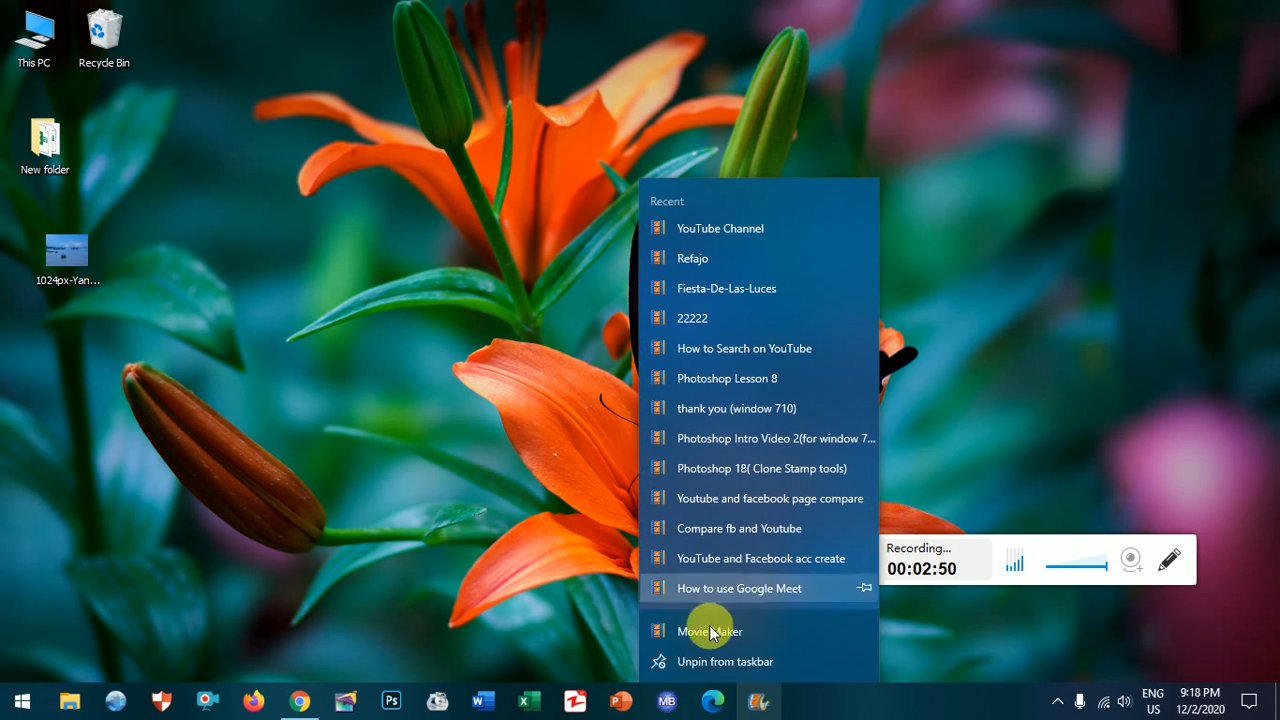 This PC
Recycle Bin
New folder
1024px-Yan...
Recent
YouTube Channel
Refajo
Fiesta-De-Las-Luces
22222
How to Search on YouTube
Photoshop Lesson 8
thank you (window 710)
Photoshop Intro Video 2(for window 7...
Photoshop 18( Clone Stamp tools)
Youtube and facebook page compare
Compare fb and Youtube
YouTube and Facebook acc create
How to use Google Meet
Movie Maker
Unpin from taskbar
Recording...
00:02:50
Ps
MB
ENG
US
9:18 PM
12/2/2020